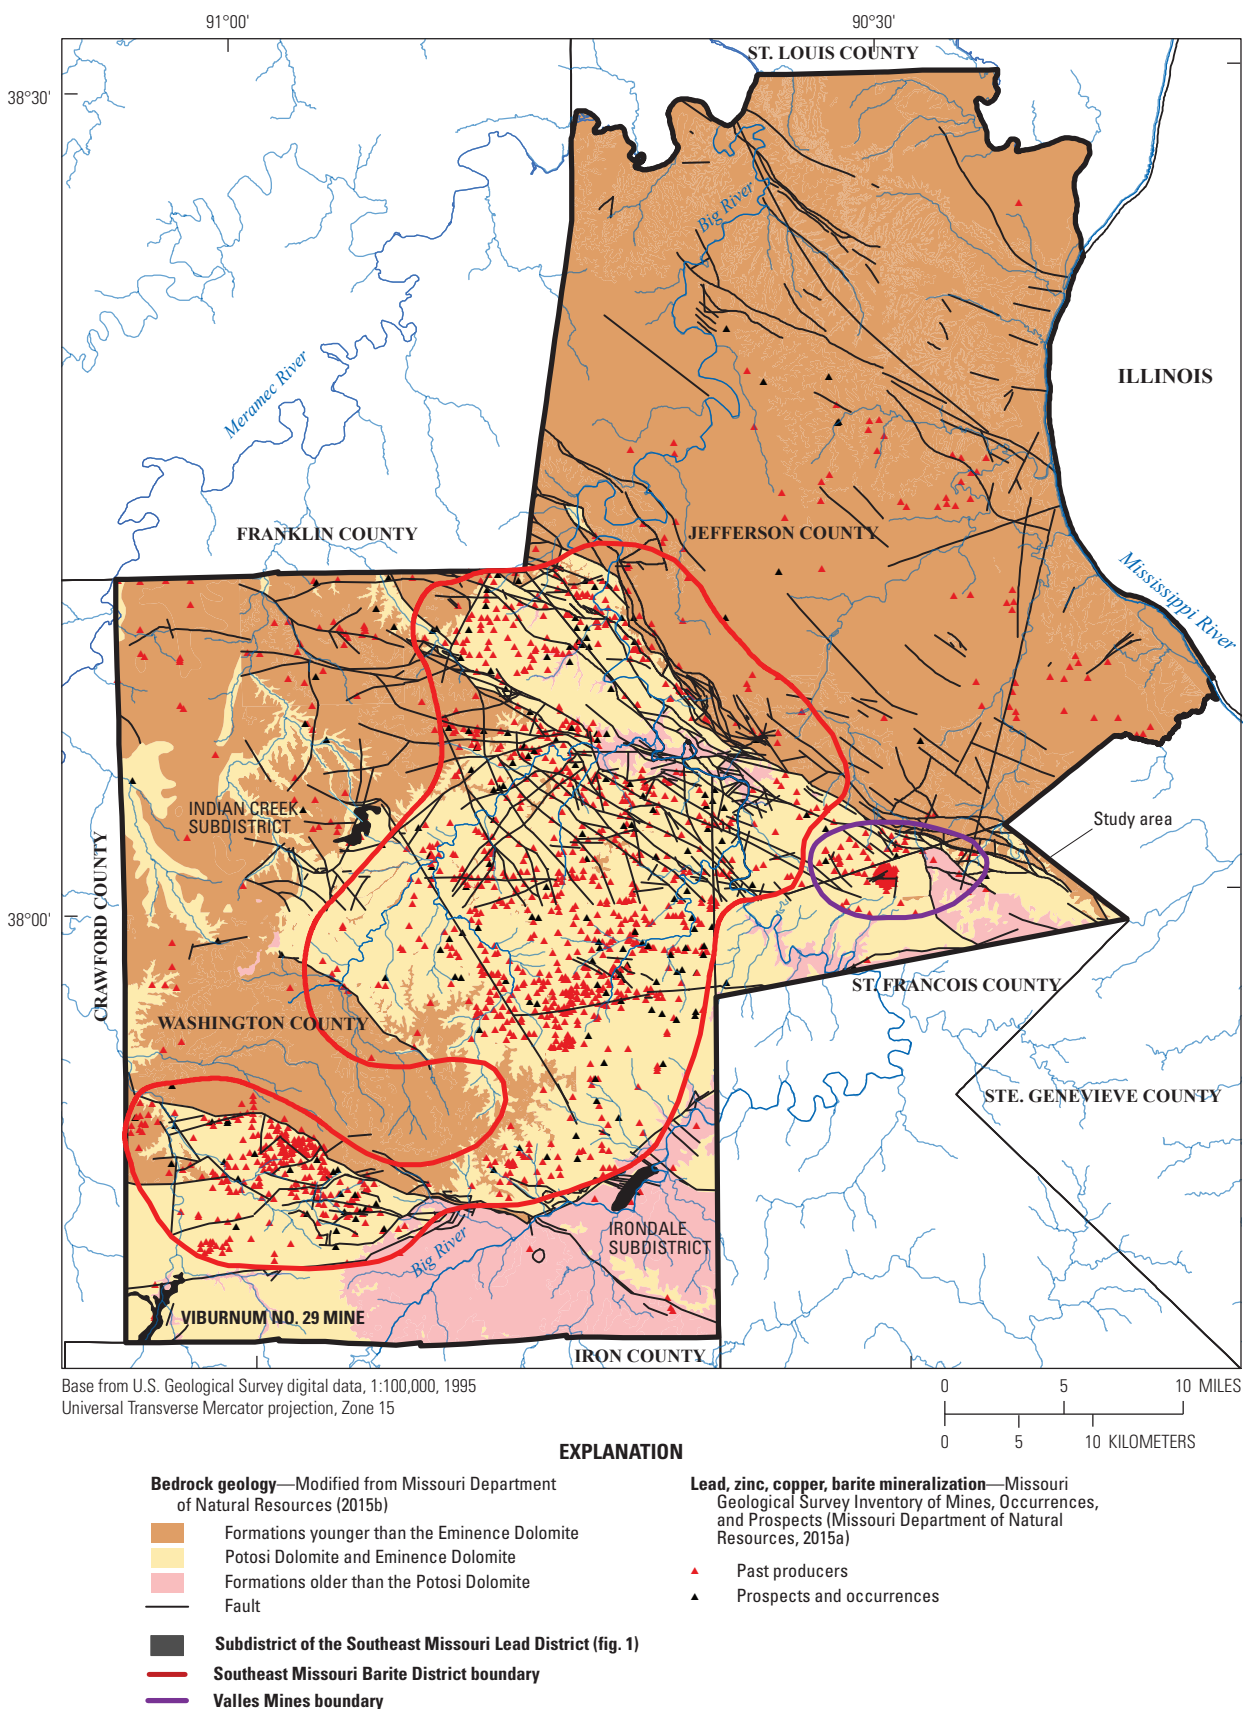 91°00'
90°30'
ST. LOUIS COUNTY
38°30'
Big River
Meramec River
ILLINOIS
FRANKLIN COUNTY
JEFFERSON COUNTY
Mississippi River
INDIAN CREEK
SUBDISTRICT
Study area
CRAWFORD COUNTY
38°00'
ST. FRANCOIS COUNTY
WASHINGTON COUNTY
STE. GENEVIEVE COUNTY
IRONDALE
SUBDISTRICT
Big River
VIBURNUM NO. 29 MINE
IRON COUNTY
Base from U.S. Geological Survey digital data, 1:100,000, 1995
Universal Transverse Mercator projection, Zone 15
0 5 10 MILES
0 5 10 KILOMETERS
EXPLANATION
Bedrock geology—Modified from Missouri Department
of Natural Resources (2015b)
Formations younger than the Eminence Dolomite
Potosi Dolomite and Eminence Dolomite
Formations older than the Potosi Dolomite
Fault
Subdistrict of the Southeast Missouri Lead District (fig. 1)
Southeast Missouri Barite District boundary
Valles Mines boundary
Lead, zinc, copper, barite mineralization—Missouri
Geological Survey Inventory of Mines, Occurrences,
and Prospects (Missouri Department of Natural
Resources, 2015a)
Past producers
Prospects and occurrences